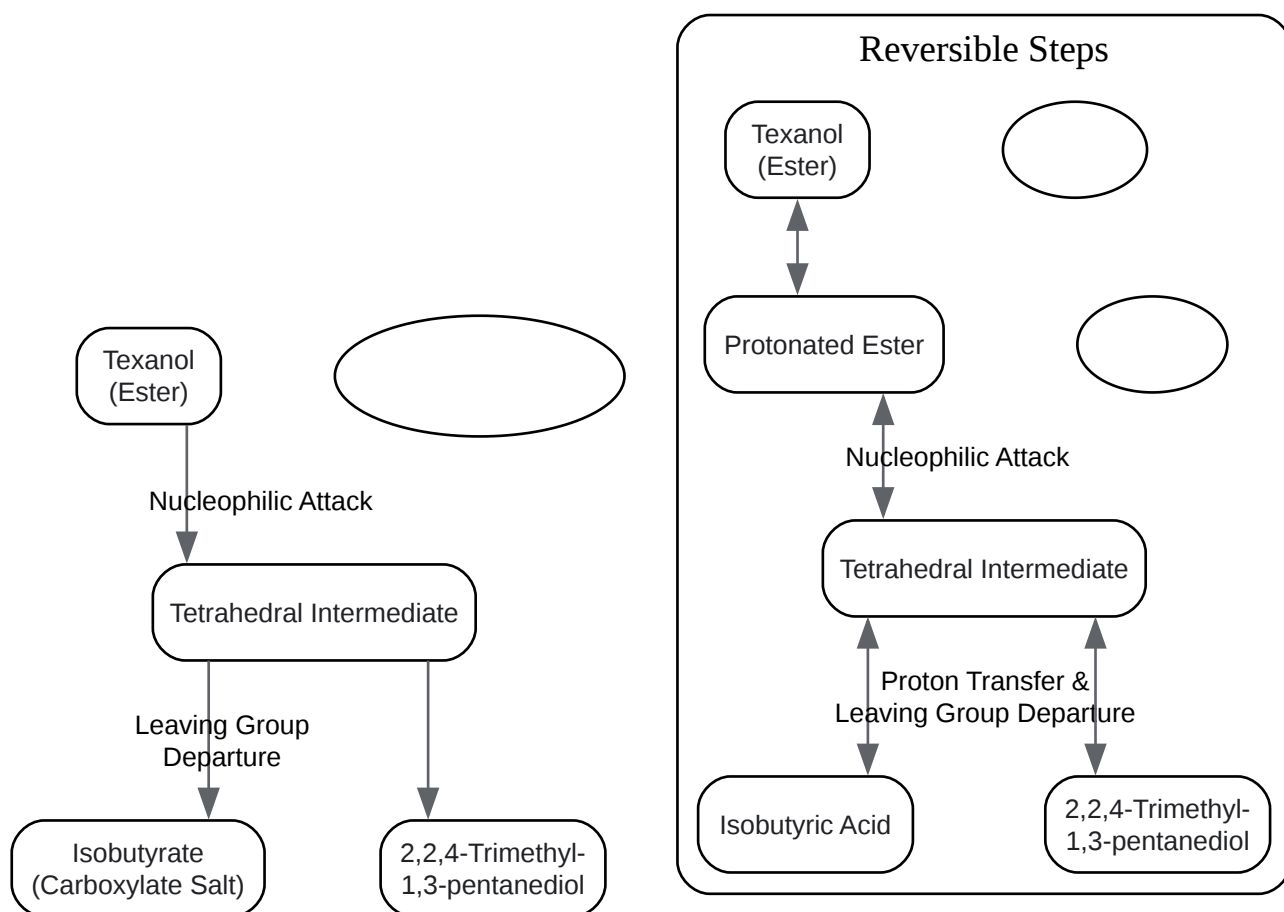 Texanol
(Ester)
Nucleophilic Attack
Tetrahedral Intermediate
Leaving Group
Departure
Isobutyrate
(Carboxylate Salt)
2,2,4-Trimethyl-
1,3-pentanediol
Reversible Steps
Texanol
(Ester)
Protonated Ester
Nucleophilic Attack
Tetrahedral Intermediate
Proton Transfer &
Leaving Group Departure
Isobutyric Acid
2,2,4-Trimethyl-
1,3-pentanediol